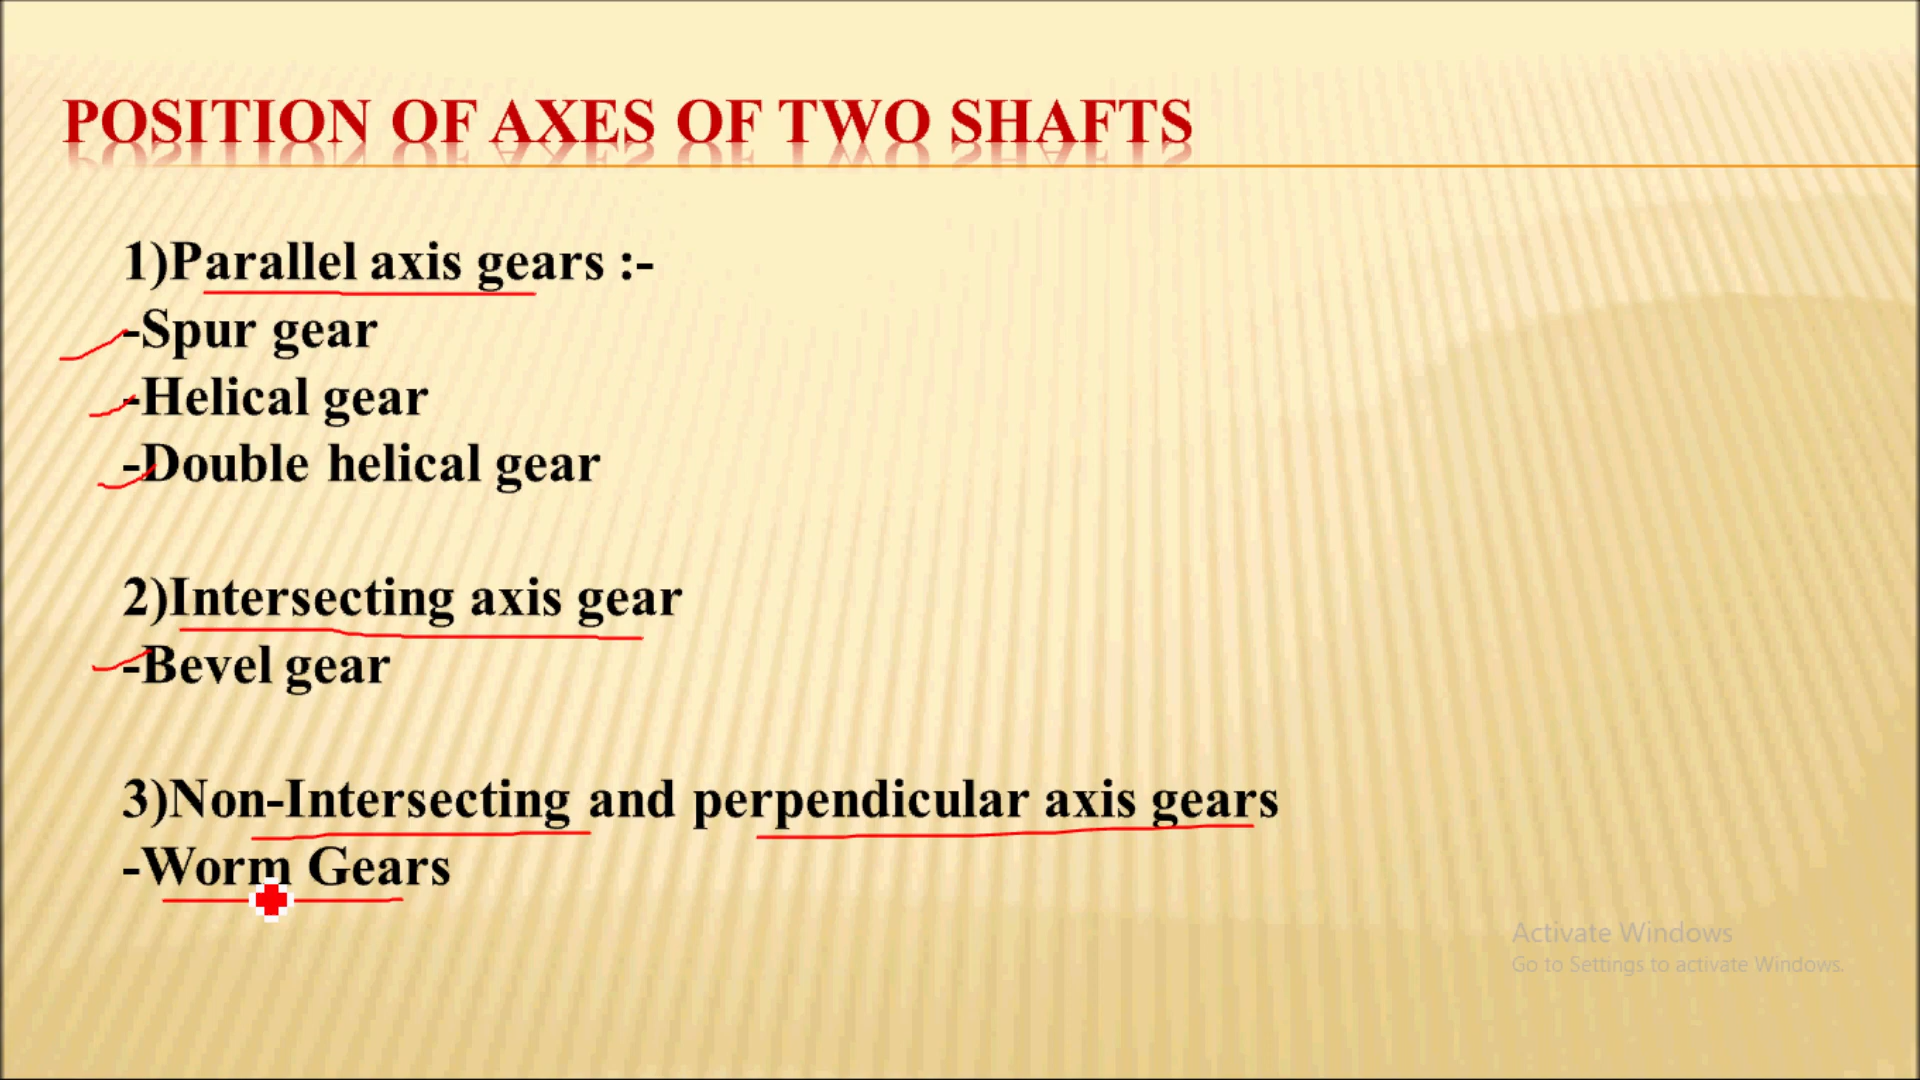 POSITION OF AXES OF TWO SHAFTS
1)Parallel axis gears :-
-Spur gear
-Helical gear
-Double helical gear
2)Intersecting axis gear
-Bevel gear
3)Non-Intersecting and perpendicular axis gears
-Worm Gears
Activate Windows
Go to Settings to activate Windows.